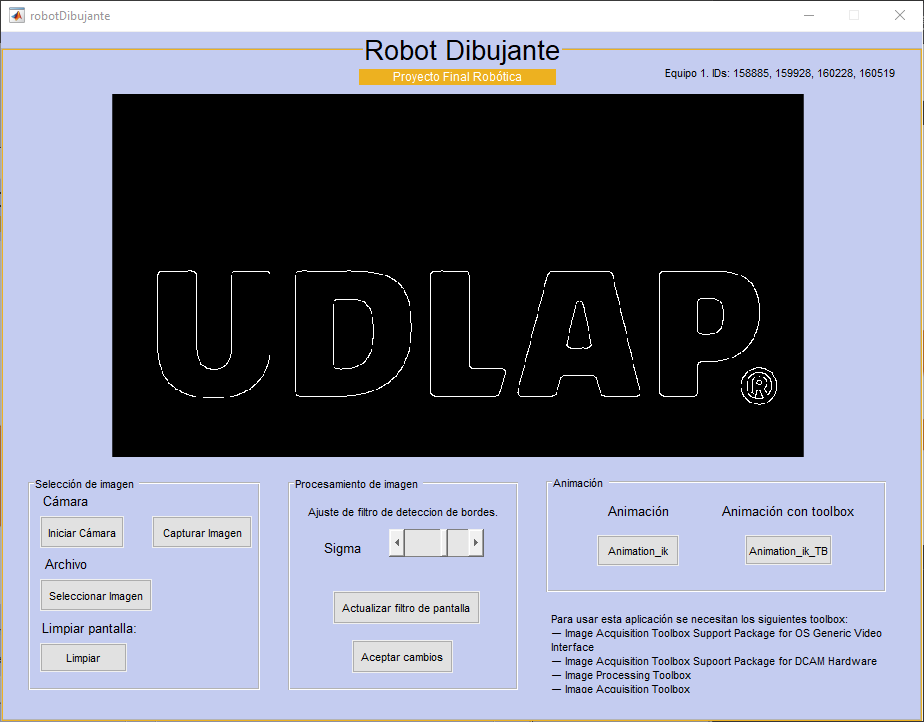 robotDibujante
Robot Dibujante
Proyecto Final Robótica
Equipo 1. IDs: 158885, 159928, 160228, 160519
UDLAP®
Selección de imagen
Cámara
Iniciar Cámara
Capturar Imagen
Archivo
Seleccionar Imagen
Limpiar pantalla:
Limpiar
Procesamiento de imagen
Ajuste de filtro de deteccion de bordes.
Sigma
Actualizar filtro de pantalla
Aceptar cambios
Animación
Animación
Animación con toolbox
Animation_ik
Animation_ik_TB
Para usar esta aplicación se necesitan los siguientes toolbox:
— Image Acquisition Toolbox Support Package for OS Generic Video
Interface
— Image Acquisition Toolbox Supoort Package for DCAM Hardware
— Image Processing Toolbox
— Image Acquisition Toolbox